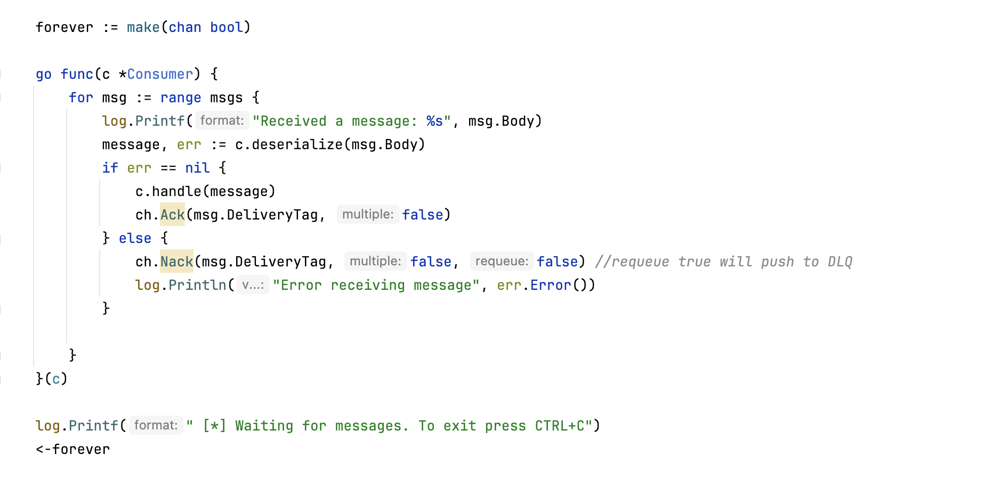 forever := make(chan bool)
go func(c *Consumer) {
for msg := range msgs {
log.Printf( format: "Received a message: %s", msg.Body)
message, err := c.deserialize(msg.Body)
if err == nil {
c.handle(message)
ch.Ack(msg.DeliveryTag, multiple: false)
} else {
ch.Nack(msg.DeliveryTag, multiple: false, requeue: false) //requeue true will push to DLQ
log.Println( v...: "Error receiving message", err.Error())
}
}
}(c)
log.Printf( format: " [*] Waiting for messages. To exit press CTRL+C")
<-forever